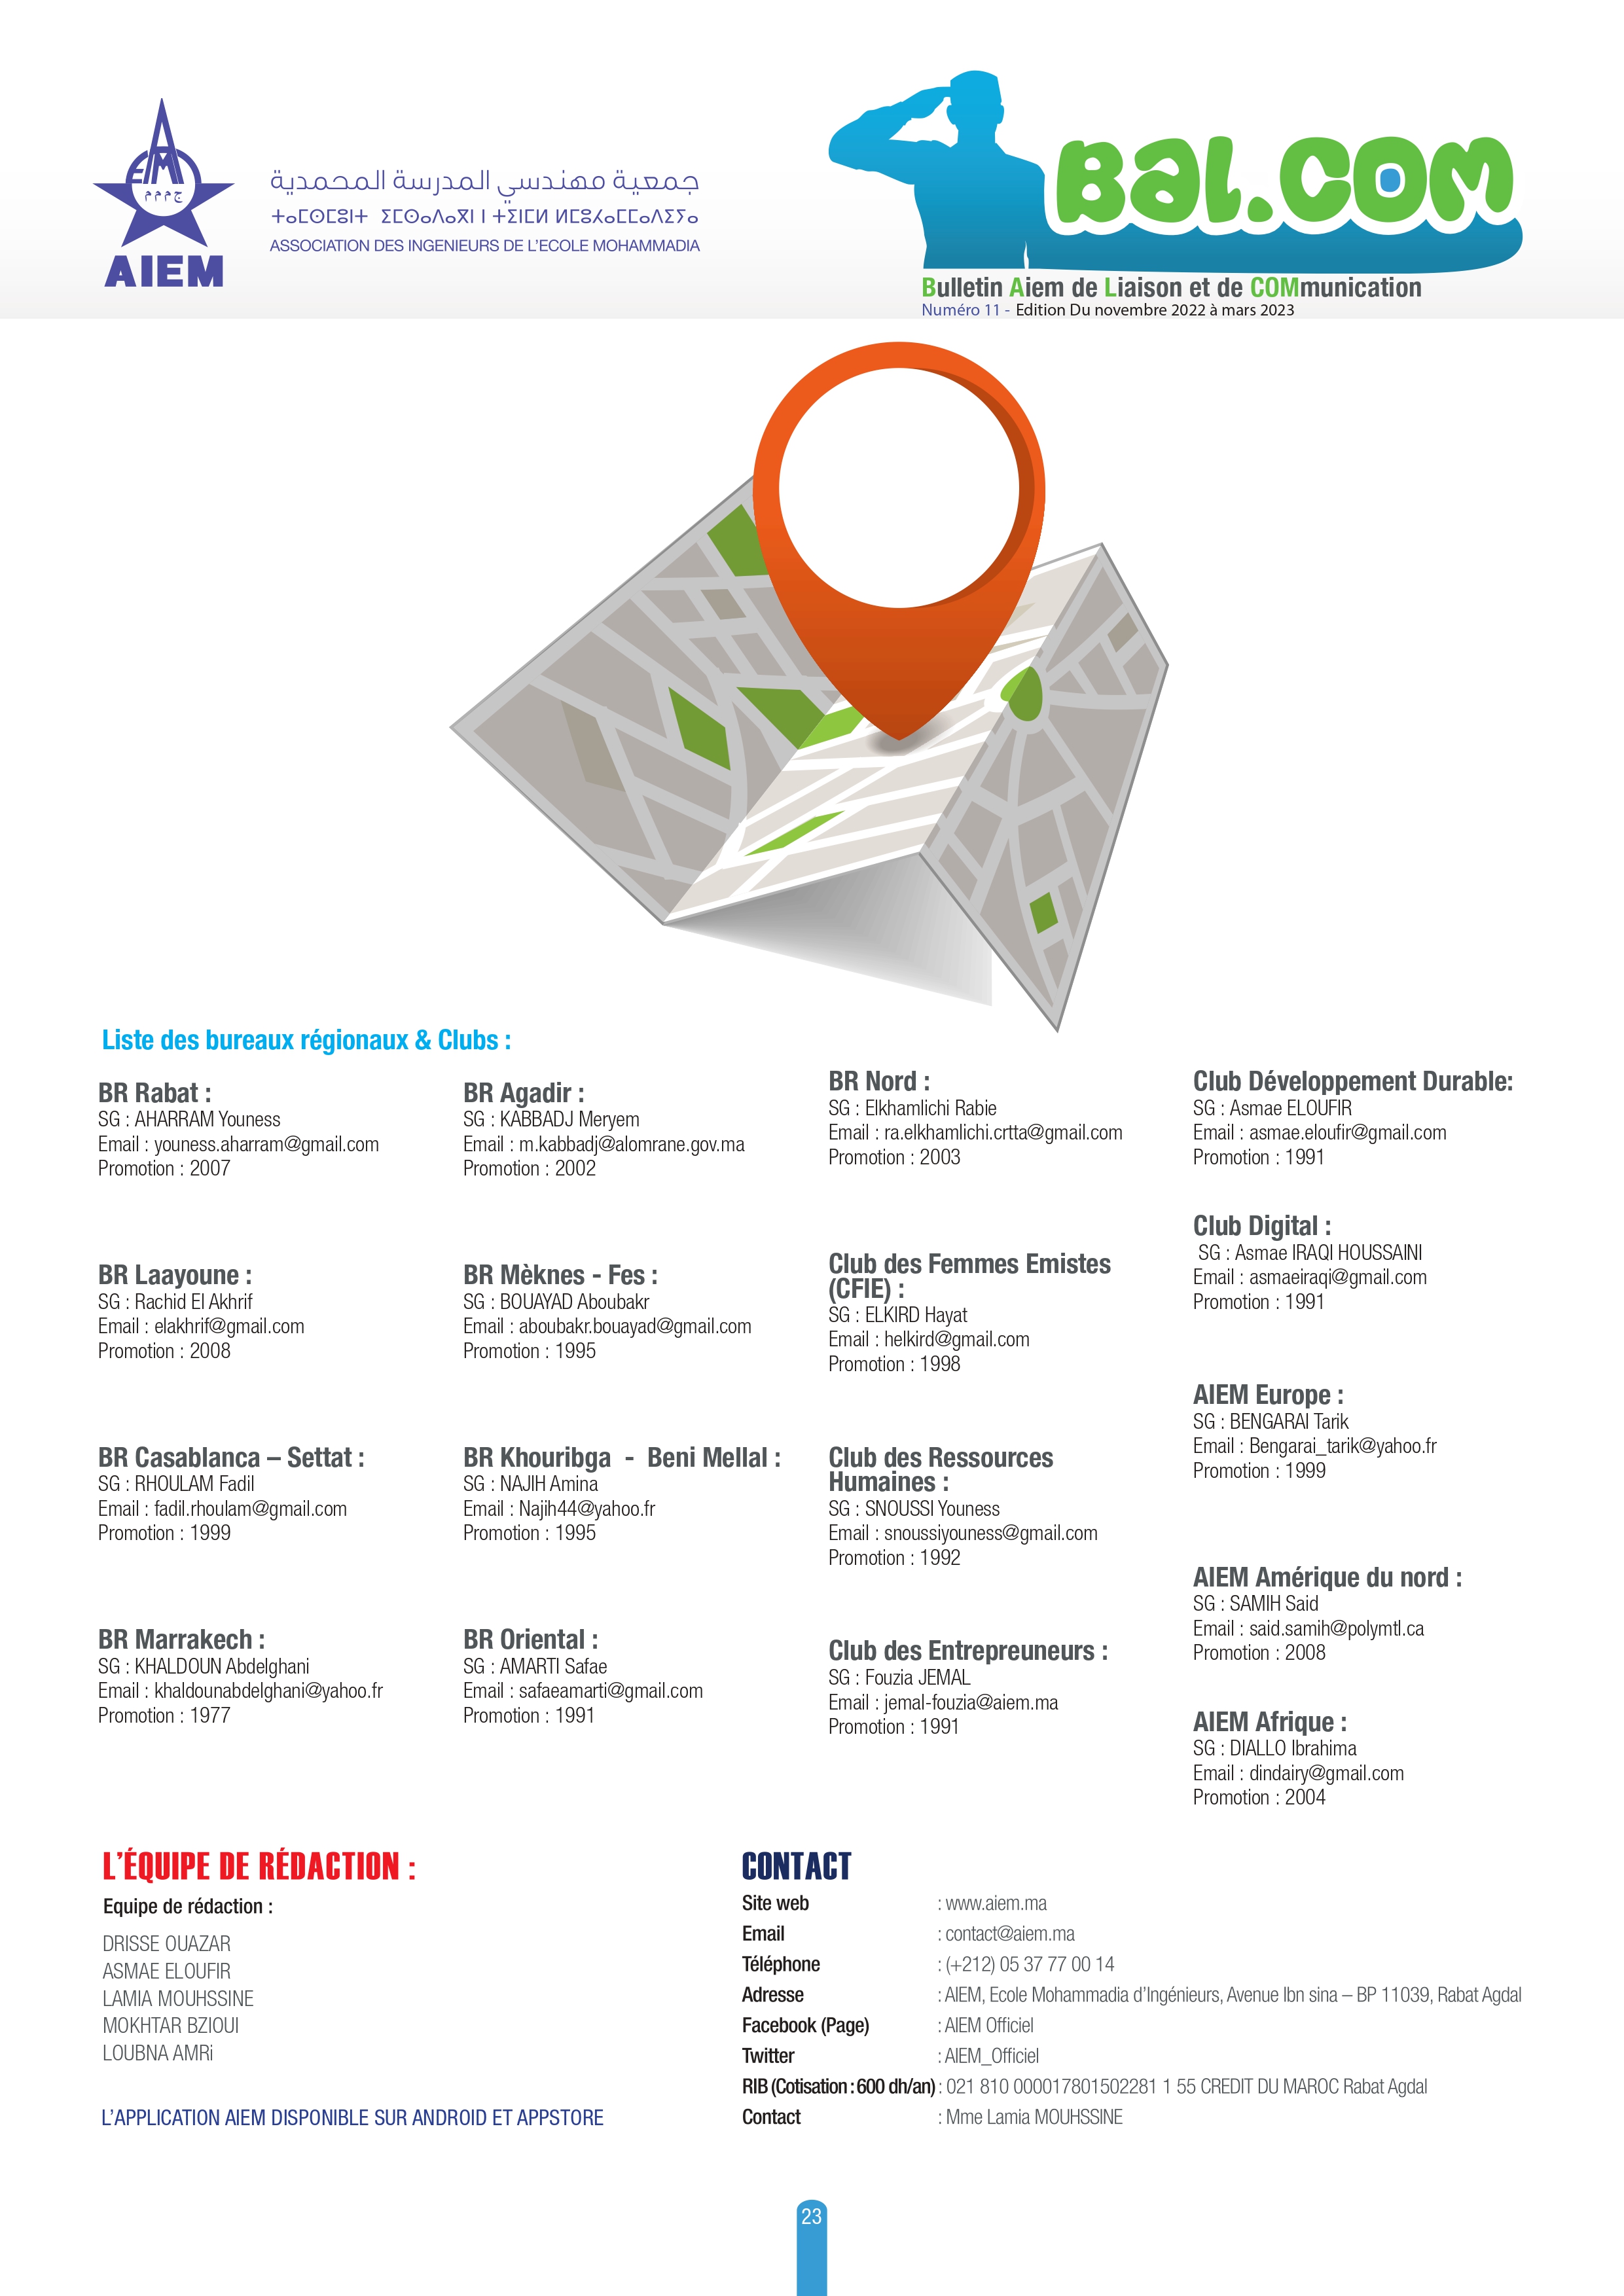 جمعية مهندسي المدرسة المحمدية
ⵜⴰⵎⵙⵎⵓⵏⵜ ⵉⵎⵙⴰⴷⴰⴳⵏ ⵏ ⵜⵉⵏⵎⵍ ⵍⵎⵓⵃⴰⵎⵎⴰⴷⵉⵢⴰ
ASSOCIATION DES INGENIEURS DE L'ECOLE MOHAMMADIA
AIEM
BaL.COM
Bulletin Aiem de Liaison et de COMmunication
Numéro 11 - Edition Du novembre 2022 à mars 2023
Liste des bureaux régionaux & Clubs :
BR Rabat :
SG : AHARRAM Youness
Email : youness.aharram@gmail.com
Promotion : 2007
BR Laayoune :
SG : Rachid El Akhrif
Email : elakhrif@gmail.com
Promotion : 2008
BR Casablanca – Settat :
SG : RHOULAM Fadil
Email : fadil.rhoulam@gmail.com
Promotion : 1999
BR Marrakech :
SG : KHALDOUN Abdelghani
Email : khaldounabdelghani@yahoo.fr
Promotion : 1977
BR Agadir :
SG : KABBADJ Meryem
Email : m.kabbadj@alomrane.gov.ma
Promotion : 2002
BR Mèknes - Fes :
SG : BOUAYAD Aboubakr
Email : aboubakr.bouayad@gmail.com
Promotion : 1995
BR Khouribga - Beni Mellal :
SG : NAJIH Amina
Email : Najih44@yahoo.fr
Promotion : 1995
BR Oriental :
SG : AMARTI Safae
Email : safaeamarti@gmail.com
Promotion : 1991
BR Nord :
SG : Elkhamlichi Rabie
Email : ra.elkhamlichi.crtta@gmail.com
Promotion : 2003
Club des Femmes Emistes
(CFIE) :
SG : ELKIRD Hayat
Email : helkird@gmail.com
Promotion : 1998
Club des Ressources
Humaines :
SG : SNOUSSI Youness
Email : snoussiyouness@gmail.com
Promotion : 1992
Club des Entrepreuneurs :
SG : Fouzia JEMAL
Email : jemal-fouzia@aiem.ma
Promotion : 1991
Club Développement Durable:
SG : Asmae ELOUFIR
Email : asmae.eloufir@gmail.com
Promotion : 1991
Club Digital :
SG : Asmae IRAQI HOUSSAINI
Email : asmaeiraqi@gmail.com
Promotion : 1991
AIEM Europe :
SG : BENGARAI Tarik
Email : Bengarai_tarik@yahoo.fr
Promotion : 1999
AIEM Amérique du nord :
SG : SAMIH Said
Email : said.samih@polymtl.ca
Promotion : 2008
AIEM Afrique :
SG : DIALLO Ibrahima
Email : dindairy@gmail.com
Promotion : 2004
L'ÉQUIPE DE RÉDACTION :
Equipe de rédaction :
DRISSE OUAZAR
ASMAE ELOUFIR
LAMIA MOUHSSINE
MOKHTAR BZIOUI
LOUBNA AMRi
L'APPLICATION AIEM DISPONIBLE SUR ANDROID ET APPSTORE
CONTACT
Site web : www.aiem.ma
Email : contact@aiem.ma
Téléphone : (+212) 05 37 77 00 14
Adresse : AIEM, Ecole Mohammadia d'Ingénieurs, Avenue Ibn sina – BP 11039, Rabat Agdal
Facebook (Page) : AIEM Officiel
Twitter : AIEM_Officiel
RIB (Cotisation : 600 dh/an) : 021 810 000017801502281 1 55 CREDIT DU MAROC Rabat Agdal
Contact : Mme Lamia MOUHSSINE
23